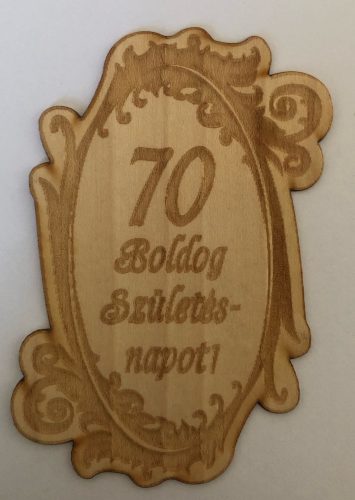 70
Boldog
Születés-
napot!